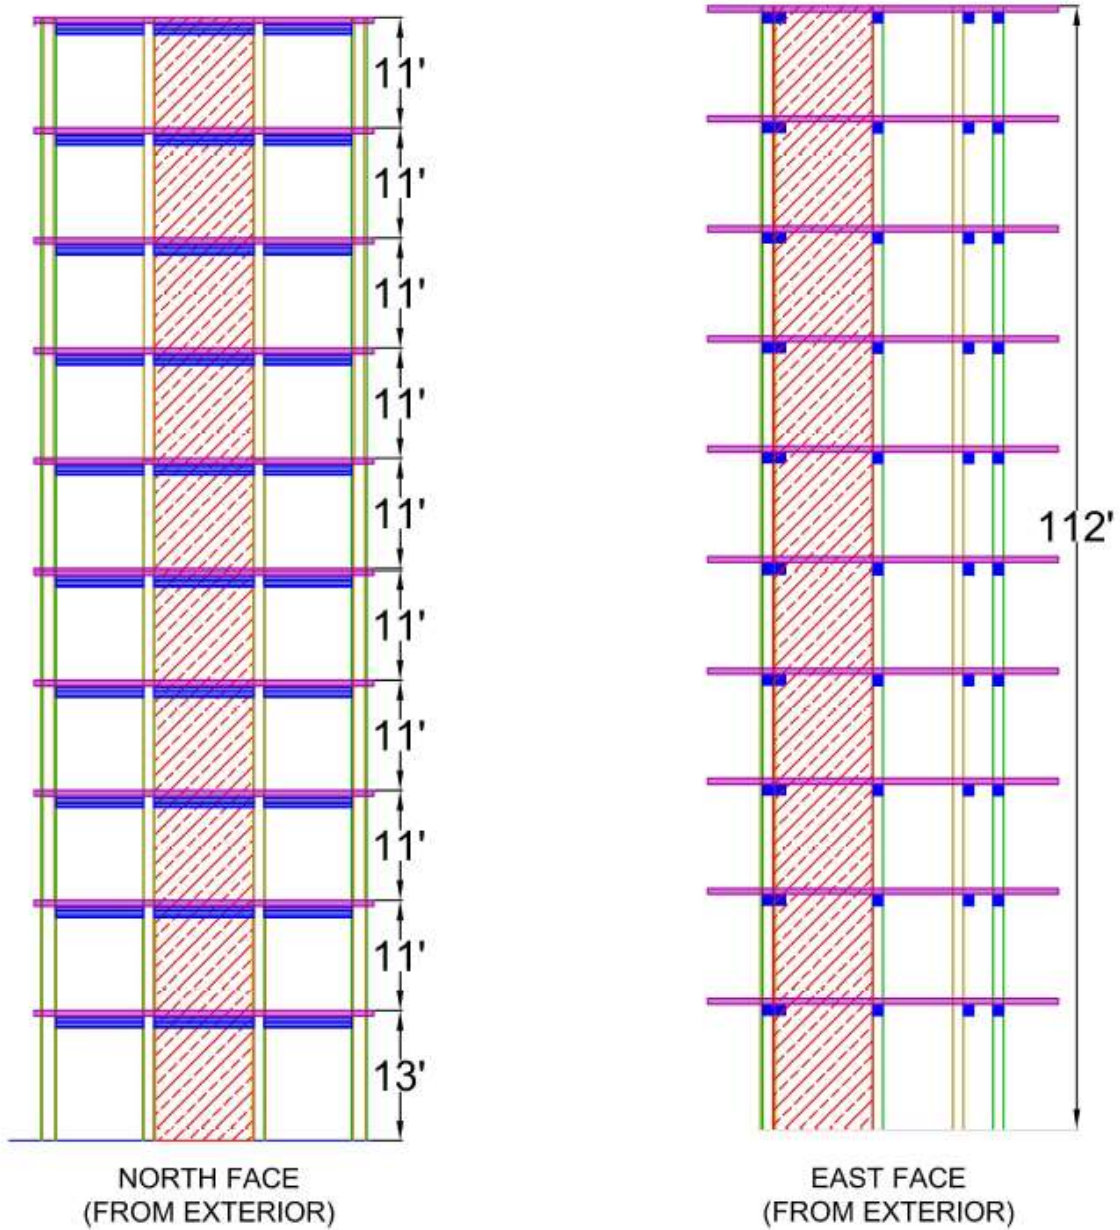 11'
11'
11'
11'
11'
11'
11'
11'
11'
13'
112'
NORTH FACE
(FROM EXTERIOR)
EAST FACE
(FROM EXTERIOR)